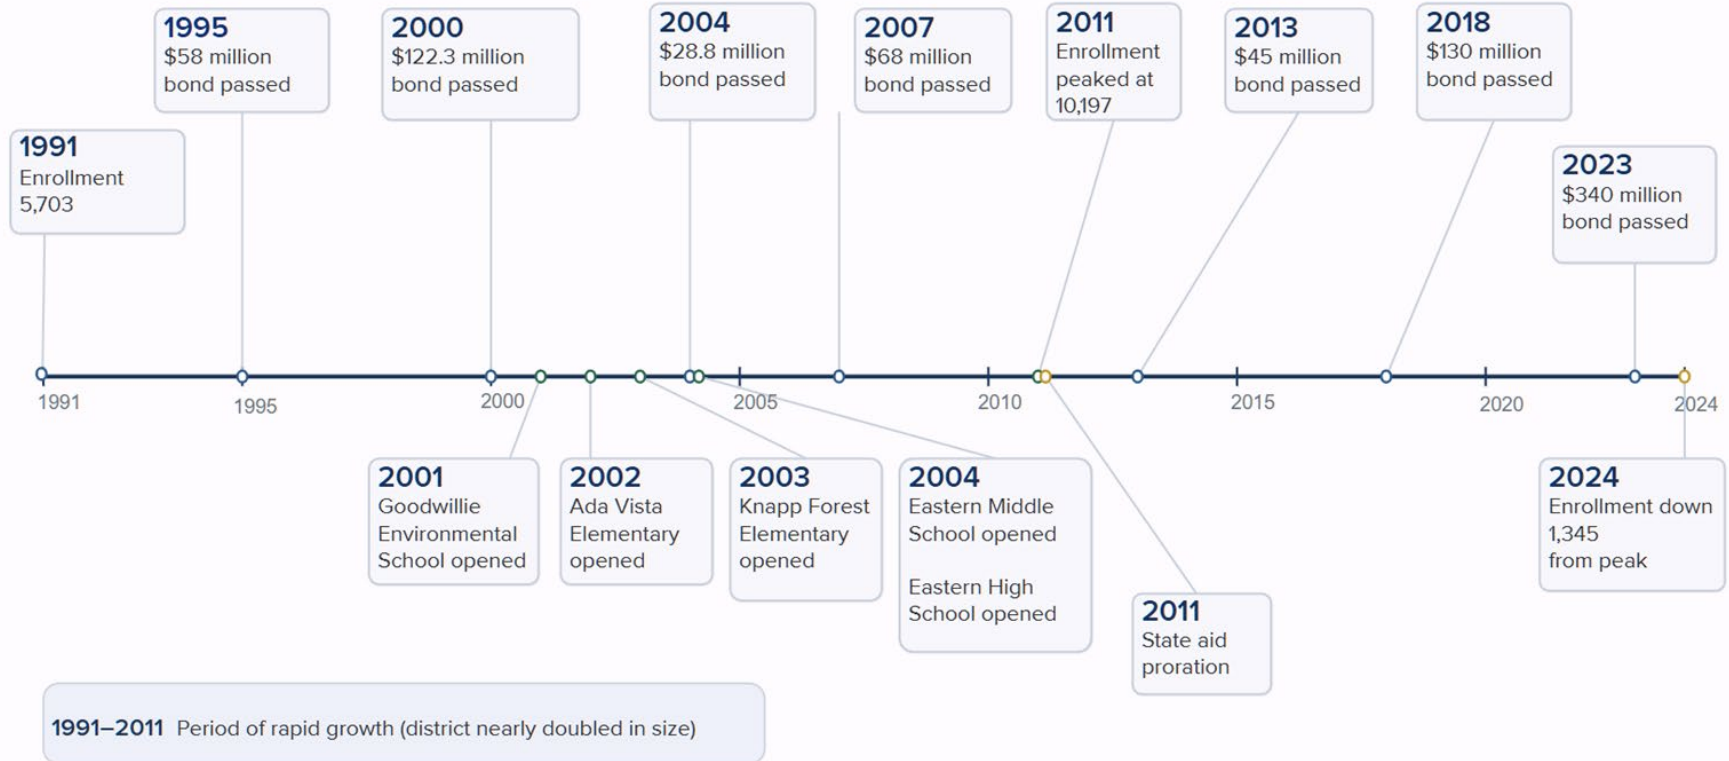 1995
$58 million
bond passed
2000
$122.3 million
bond passed
2004
$28.8 million
bond passed
2007
$68 million
bond passed
2011
Enrollment
peaked at
10,197
2013
$45 million
bond passed
2018
$130 million
bond passed
1991
Enrollment
5,703
2023
$340 million
bond passed
1991
1995
2000
2005
2010
2015
2020
2024
2001
Goodwillie
Environmental
School opened
2002
Ada Vista
Elementary
opened
2003
Knapp Forest
Elementary
opened
2004
Eastern Middle
School opened
Eastern High
School opened
2011
State aid
proration
2024
Enrollment down
1,345
from peak
1991–2011 Period of rapid growth (district nearly doubled in size)